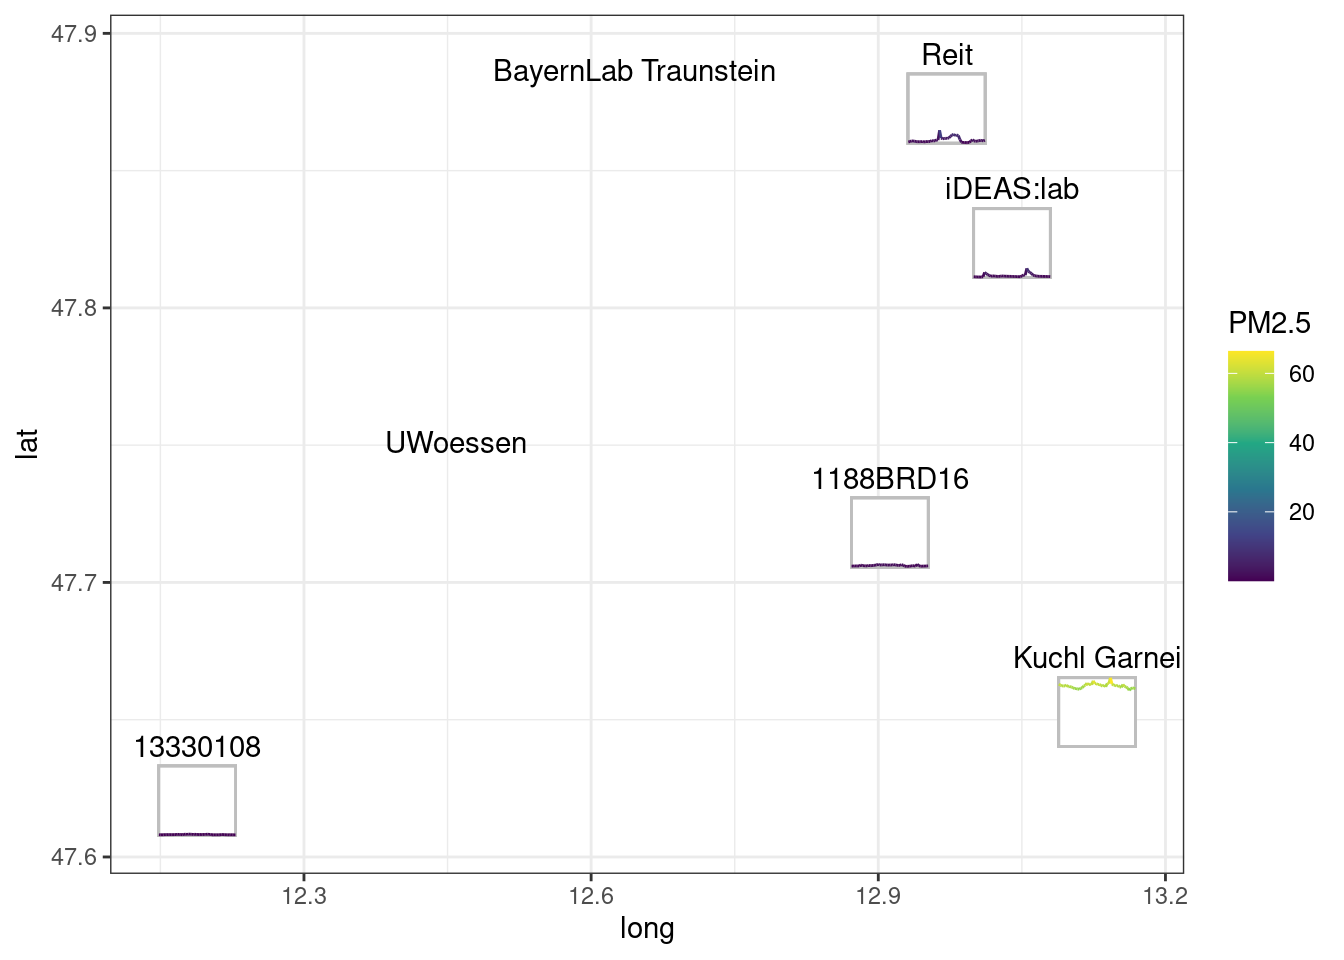 47.9
Reit
BayernLab Traunstein
iDEAS:lab
47.8
PM2.5
60
lat
UWoessen
40
1188BRD16
20
47.7
Kuchl Garnei
13330108
47.6
12.3
12.6
12.9
13.2
long